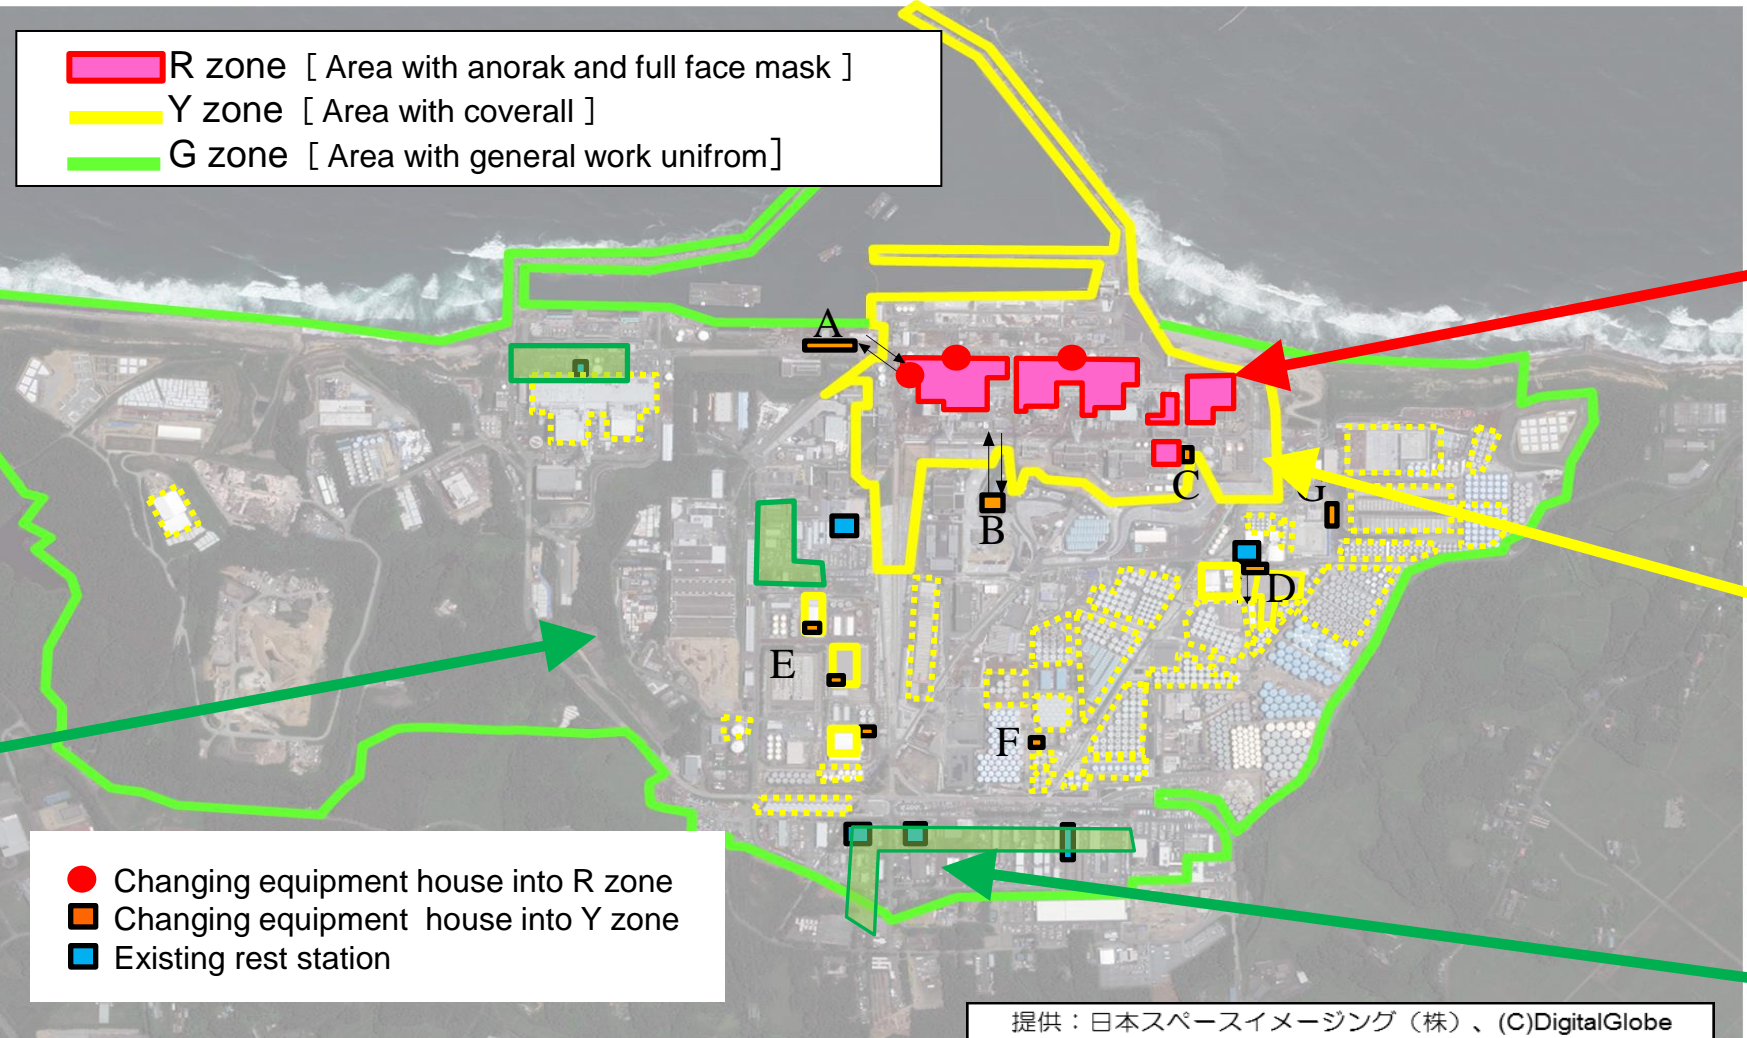 R zone [ Area with anorak and full face mask ]
Y zone [ Area with coverall ]
G zone [ Area with general work unifrom]
A
B
C
G
D
E
F
Changing equipment house into R zone
Changing equipment house into Y zone
Existing rest station
提供：日本スペースイメージング（株）、(C)DigitalGlobe